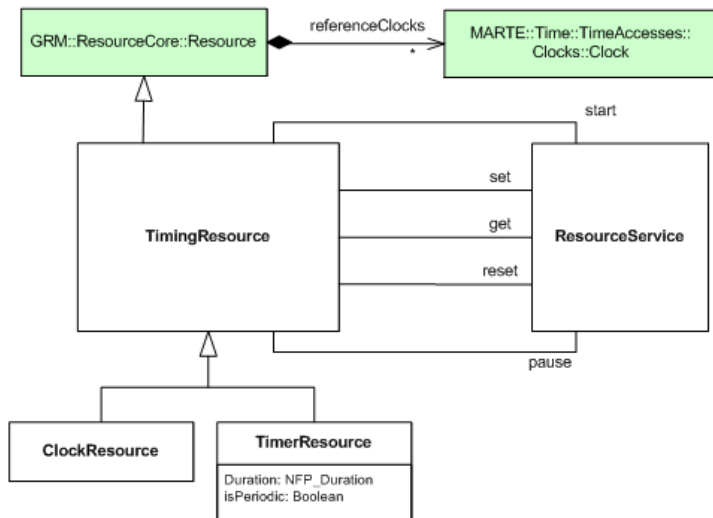 GRM::ResourceCore::Resource
referenceClocks
*
MARTE::Time::TimeAccesses::
Clocks::Clock
start
TimingResource
set
get
reset
ResourceService
pause
ClockResource
TimerResource
Duration: NFP_Duration
isPeriodic: Boolean